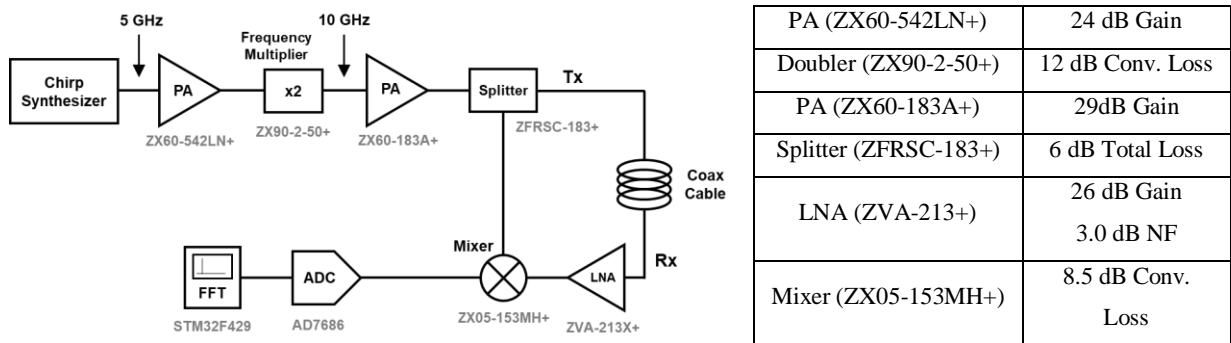 5 GHz
10 GHz
Frequency
Multiplier
Chirp
Synthesizer
PA
x2
PA
Splitter
Tx
ZX60-542LN+
ZX90-2-50+
ZX60-183A+
ZFRSC-183+
Coax
Cable
Mixer
Rx
FFT
ADC
LNA
STM32F429
AD7686
ZX05-153MH+
ZVA-213X+
PA (ZX60-542LN+)
24 dB Gain
Doubler (ZX90-2-50+)
12 dB Conv. Loss
PA (ZX60-183A+)
29dB Gain
Splitter (ZFRSC-183+)
6 dB Total Loss
LNA (ZVA-213+)
26 dB Gain
3.0 dB NF
Mixer (ZX05-153MH+)
8.5 dB Conv.
Loss